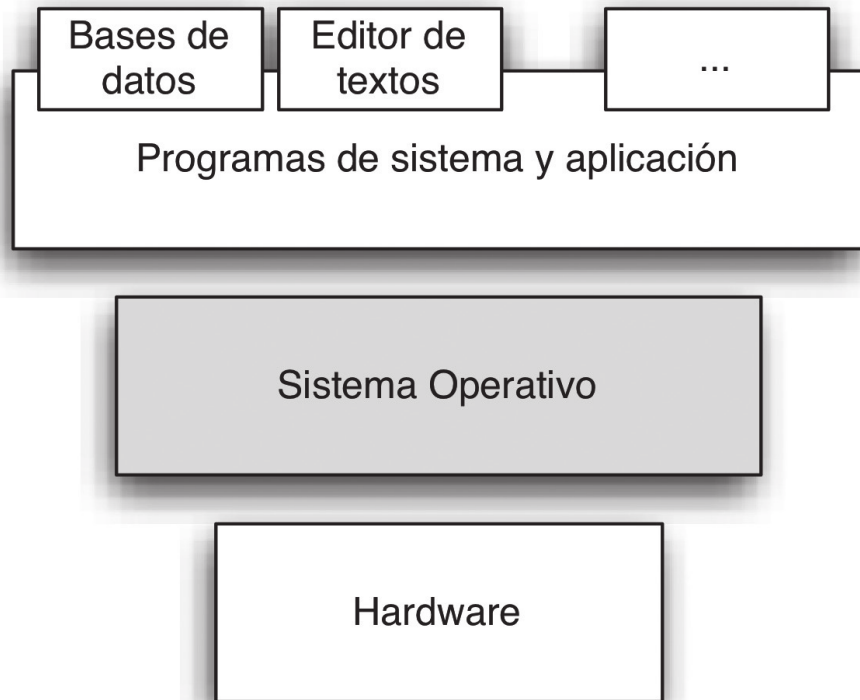 Bases de
datos
Editor de
textos
...
Programas de sistema y aplicación
Sistema Operativo
Hardware